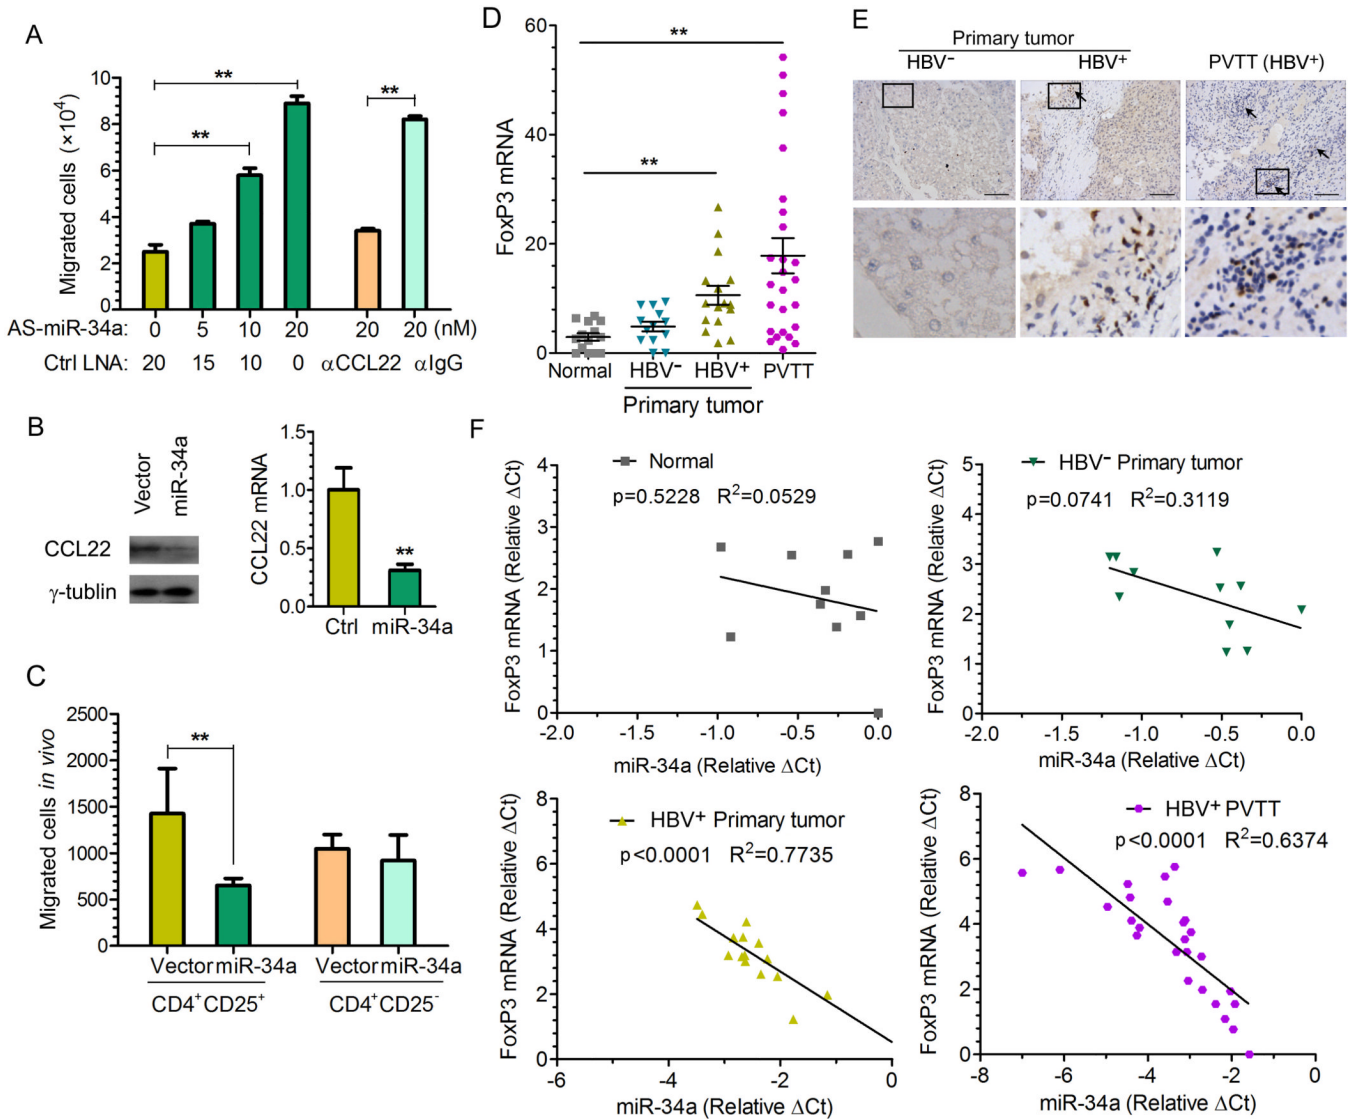 A
Migrated cells (×10⁴)
10
8
6
4
2
0
**
**
**
AS-miR-34a: 0 5 10 20 20 20 (nM)
Ctrl LNA: 20 15 10 0 αCCL22 αIgG
B
Vector
miR-34a
CCL22
γ-tublin
CCL22 mRNA
1.5
1.0
0.5
0.0
**
Ctrl miR-34a
C
Migrated cells in vivo
2500
2000
1500
1000
500
0
**
Vector miR-34a Vector miR-34a
CD4⁺CD25⁺ CD4⁺CD25⁻
D
FoxP3 mRNA
60
40
20
0
**
**
Normal HBV⁻ HBV⁺ PVTT
Primary tumor
E
Primary tumor
HBV⁻ HBV⁺ PVTT (HBV⁺)
F
Normal
p=0.5228 R²=0.0529
FoxP3 mRNA (Relative ΔCt)
4
3
2
1
0
-2.0 -1.5 -1.0 -0.5 0.0
miR-34a (Relative ΔCt)
HBV⁻ Primary tumor
p=0.0741 R²=0.3119
FoxP3 mRNA (Relative ΔCt)
5
4
3
2
1
0
-2.0 -1.5 -1.0 -0.5 0.0
miR-34a (Relative ΔCt)
HBV⁺ Primary tumor
p<0.0001 R²=0.7735
FoxP3 mRNA (Relative ΔCt)
8
6
4
2
0
-6 -4 -2 0
miR-34a (Relative ΔCt)
HBV⁺ PVTT
p<0.0001 R²=0.6374
FoxP3 mRNA (Relative ΔCt)
8
6
4
2
0
-8 -6 -4 -2 0
miR-34a (Relative ΔCt)